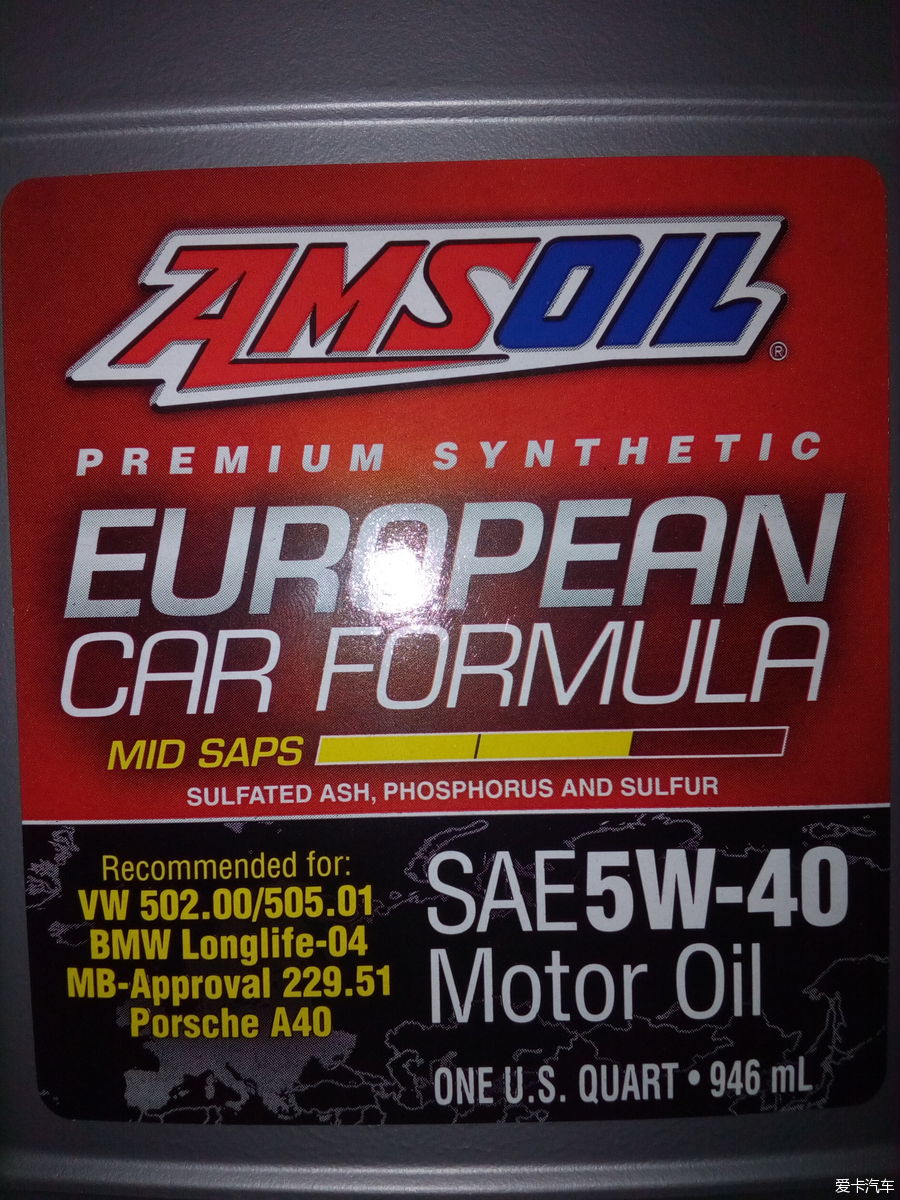 AMSOIL®
PREMIUM SYNTHETIC
EUROPEAN
CAR FORMULA
MID SAPS
SULFATED ASH, PHOSPHORUS AND SULFUR
Recommended for:
VW 502.00/505.01
BMW Longlife-04
MB-Approval 229.51
Porsche A40
SAE 5W-40
Motor Oil
ONE U.S. QUART • 946 mL
爱卡汽车